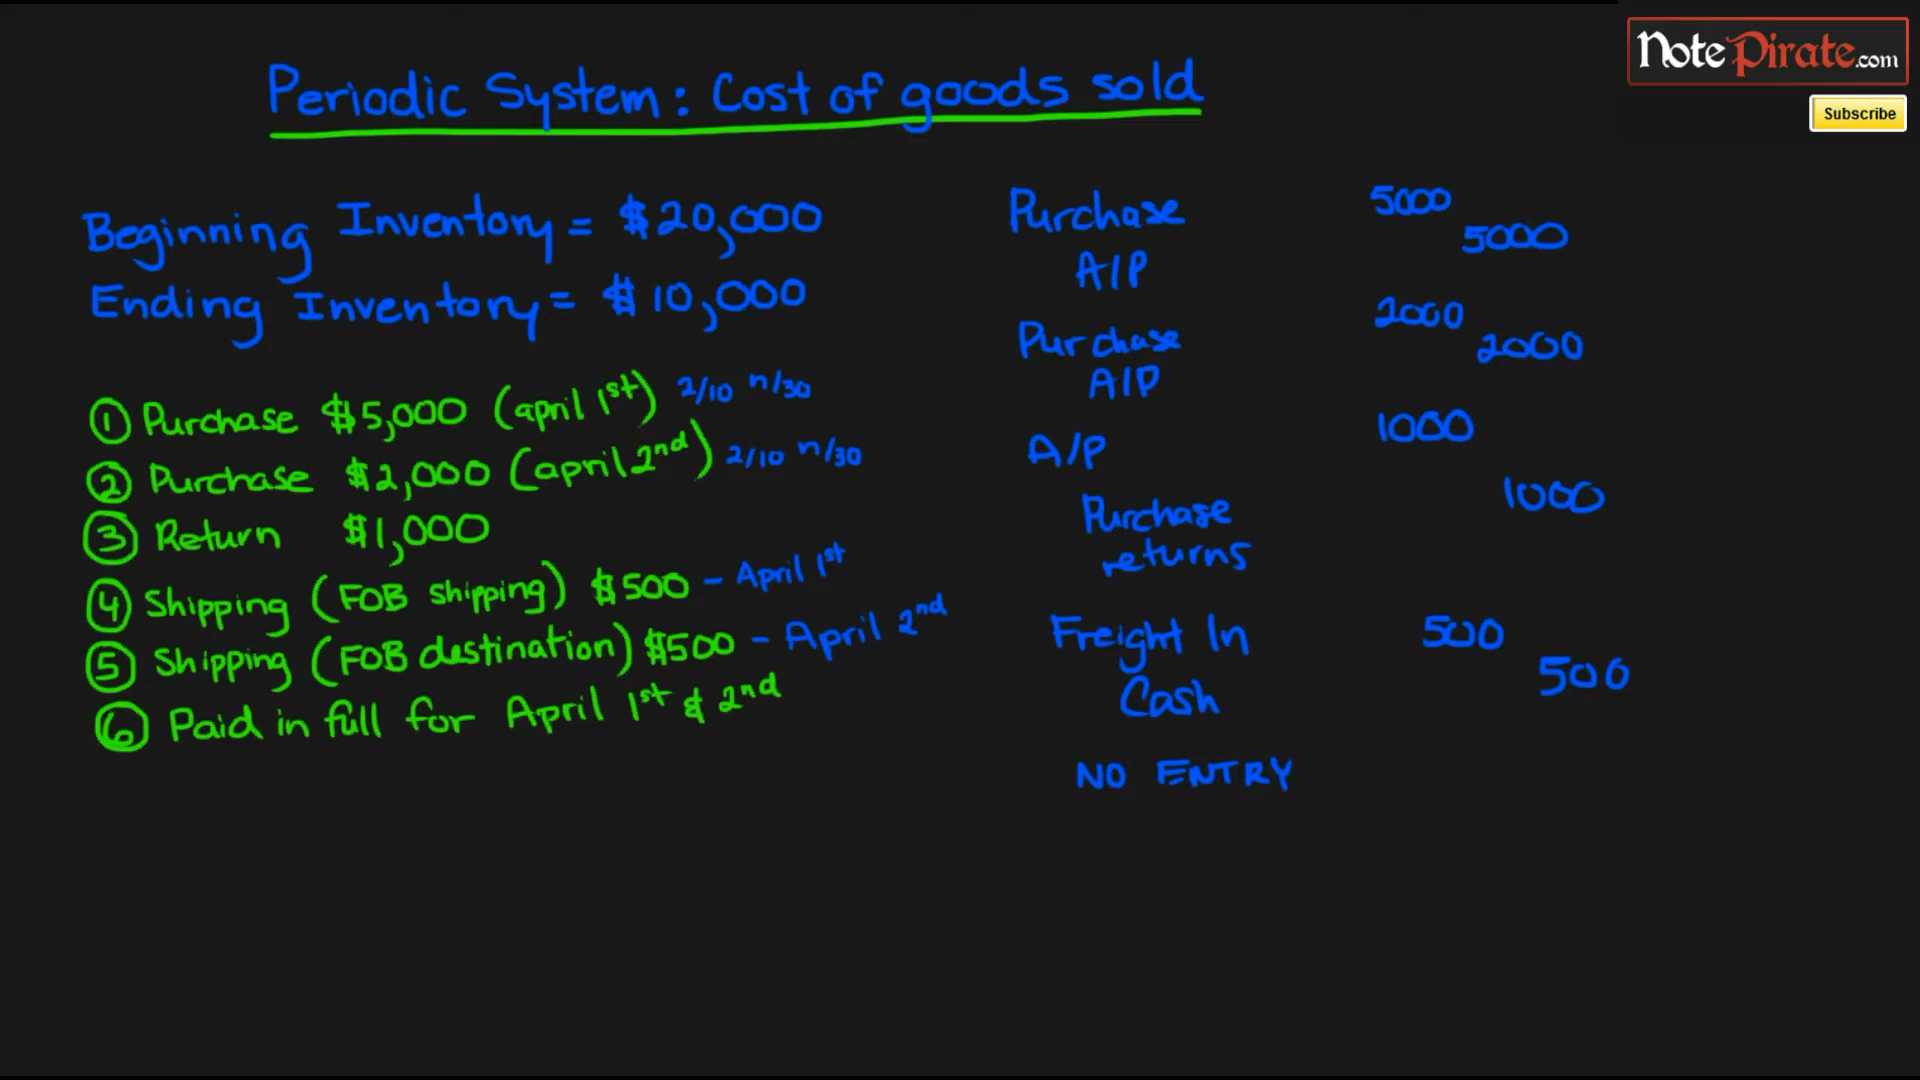 NotePirate.com
Subscribe
Periodic System: Cost of goods sold
Beginning Inventory = $20,000
Ending Inventory = $10,000
① Purchase $5,000 (april 1st) 2/10 n/30
② Purchase $2,000 (april 2nd) 2/10 n/30
③ Return $1,000
④ Shipping (FOB shipping) $500 - April 1st
⑤ Shipping (FOB destination) $500 - April 2nd
⑥ Paid in full for April 1st & 2nd
Purchase 5000
A/P 5000
Purchase 2000
A/P 2000
A/P 1000
Purchase returns 1000
Freight In 500
Cash 500
NO ENTRY